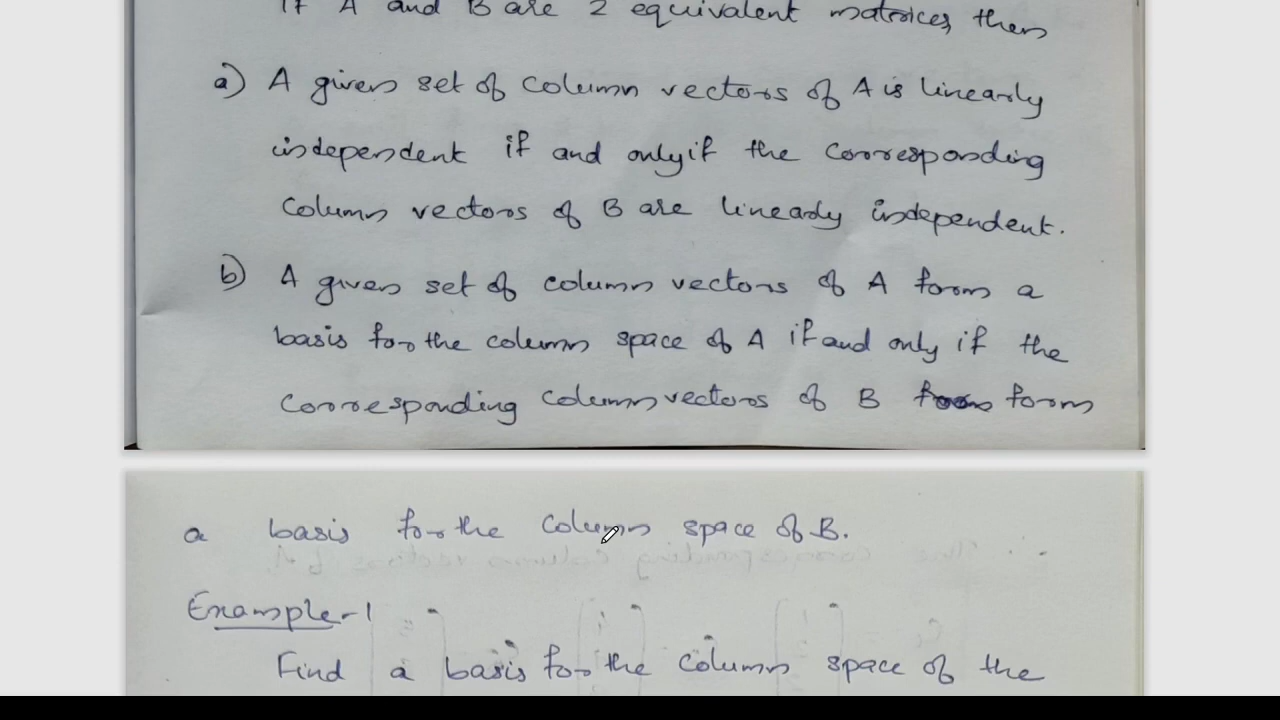 If A and B are 2 equivalent matrices, then
a) A given set of column vectors of A is linearly
independent if and only if the corresponding
column vectors of B are linearly independent.
b) A given set of column vectors of A form a
basis for the column space of A if and only if the
corresponding column vectors of B form
a basis for the column space of B.
Example-1
Find a basis for the column space of the